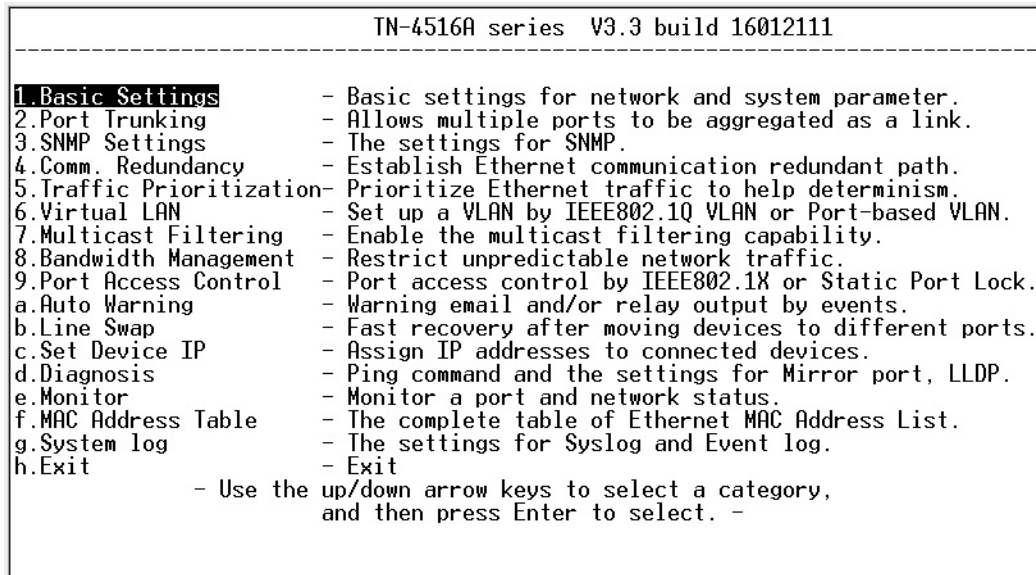 TN-4516A series  V3.3 build 16012111
--------------------------------------------------------------------------------
1.Basic Settings          - Basic settings for network and system parameter.
2.Port Trunking           - Allows multiple ports to be aggregated as a link.
3.SNMP Settings           - The settings for SNMP.
4.Comm. Redundancy        - Establish Ethernet communication redundant path.
5.Traffic Prioritization- Prioritize Ethernet traffic to help determinism.
6.Virtual LAN             - Set up a VLAN by IEEE802.1Q VLAN or Port-based VLAN.
7.Multicast Filtering     - Enable the multicast filtering capability.
8.Bandwidth Management    - Restrict unpredictable network traffic.
9.Port Access Control     - Port access control by IEEE802.1X or Static Port Lock.
a.Auto Warning            - Warning email and/or relay output by events.
b.Line Swap               - Fast recovery after moving devices to different ports.
c.Set Device IP           - Assign IP addresses to connected devices.
d.Diagnosis               - Ping command and the settings for Mirror port, LLDP.
e.Monitor                 - Monitor a port and network status.
f.MAC Address Table       - The complete table of Ethernet MAC Address List.
g.System log              - The settings for Syslog and Event log.
h.Exit                    - Exit
- Use the up/down arrow keys to select a category,
and then press Enter to select. -